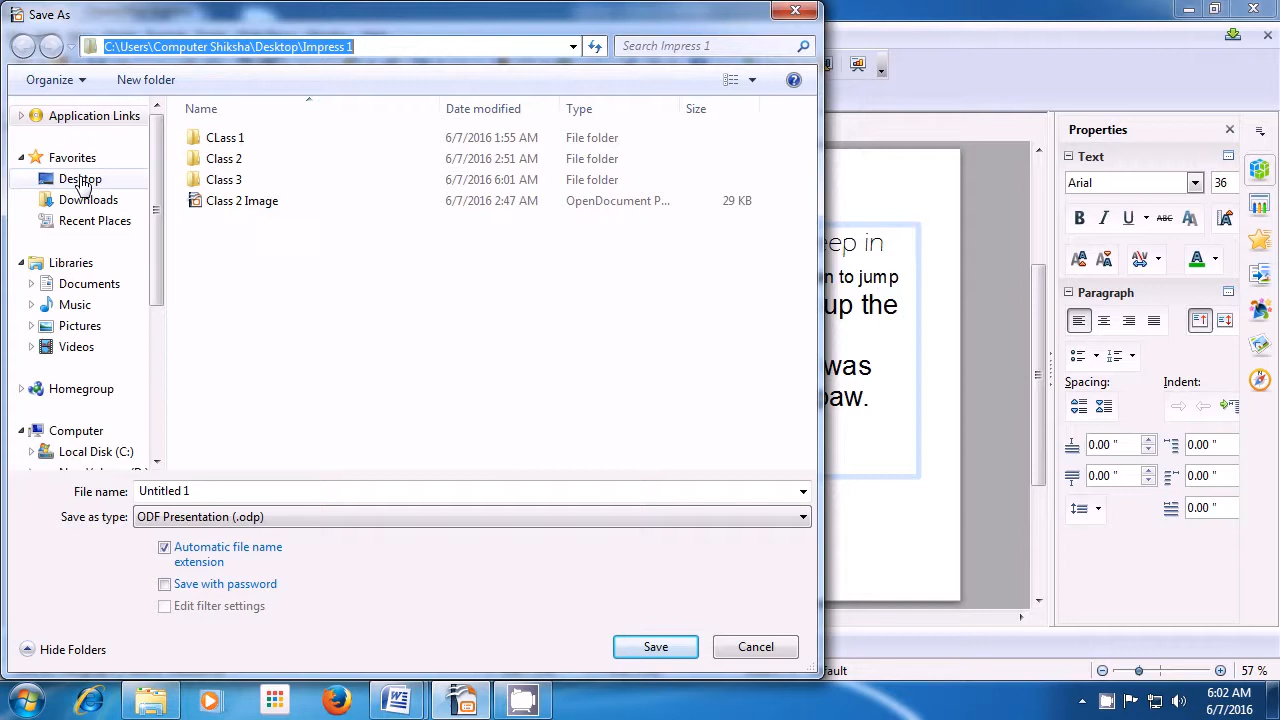 Save As
C:\Users\Computer Shiksha\Desktop\Impress 1
Search Impress 1
Organize
New folder
Name
Date modified
Type
Size
Application Links
Favorites
Desktop
Downloads
Recent Places
Libraries
Documents
Music
Pictures
Videos
Homegroup
Computer
Local Disk (C:)
CLass 1 6/7/2016 1:55 AM File folder
Class 2 6/7/2016 2:51 AM File folder
Class 3 6/7/2016 6:01 AM File folder
Class 2 Image 6/7/2016 2:47 AM OpenDocument P... 29 KB
File name: Untitled 1
Save as type: ODF Presentation (.odp)
Automatic file name
extension
Save with password
Edit filter settings
Hide Folders
Save
Cancel
eep in
n to jump
up the
was
paw.
Properties
Text
Arial
36
B I U ABC A
Paragraph
Spacing:
Indent:
0.00 "
0.00 "
0.00 "
0.00 "
0.00 "
fault
57 %
6:02 AM
6/7/2016